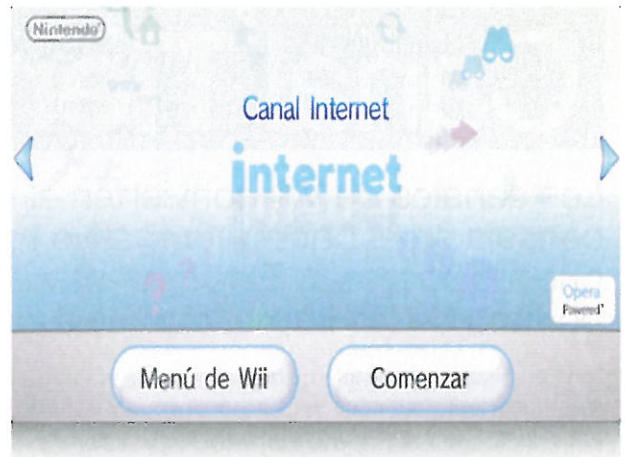 Nintendo
Canal Internet
internet
Opera
Powered
Menú de Wii
Comenzar